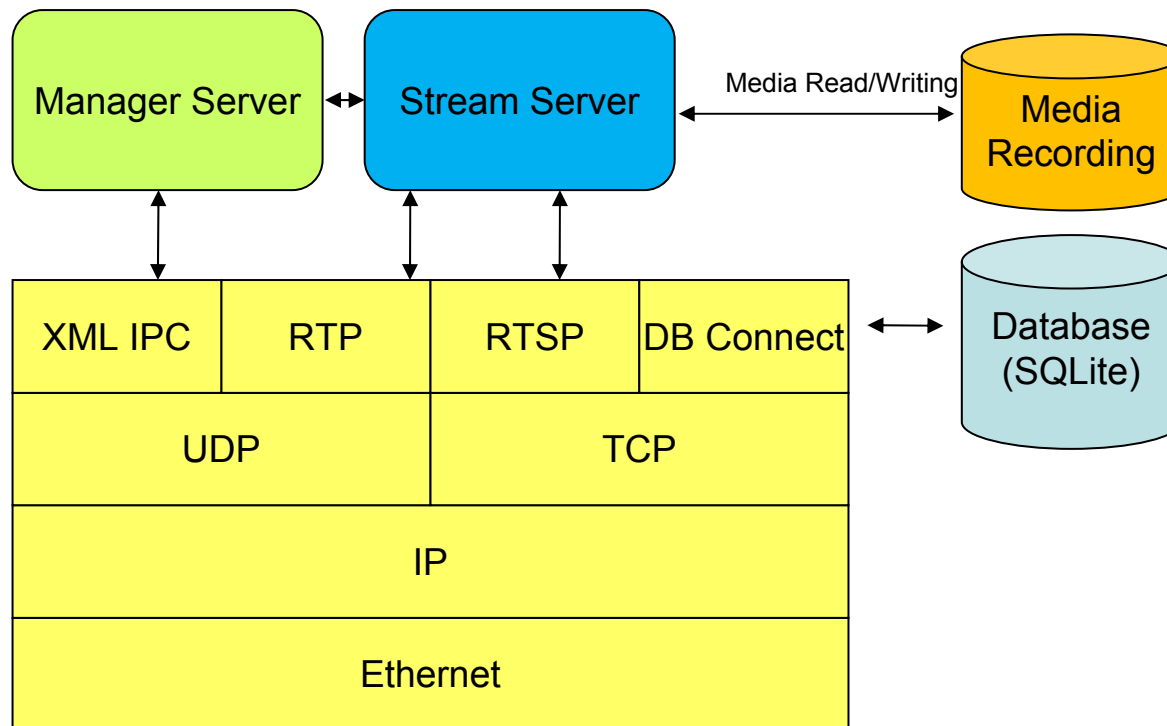 Manager Server
Stream Server
Media Read/Writing
Media
Recording
XML IPC
RTP
RTSP
DB Connect
Database
(SQLite)
UDP
TCP
IP
Ethernet